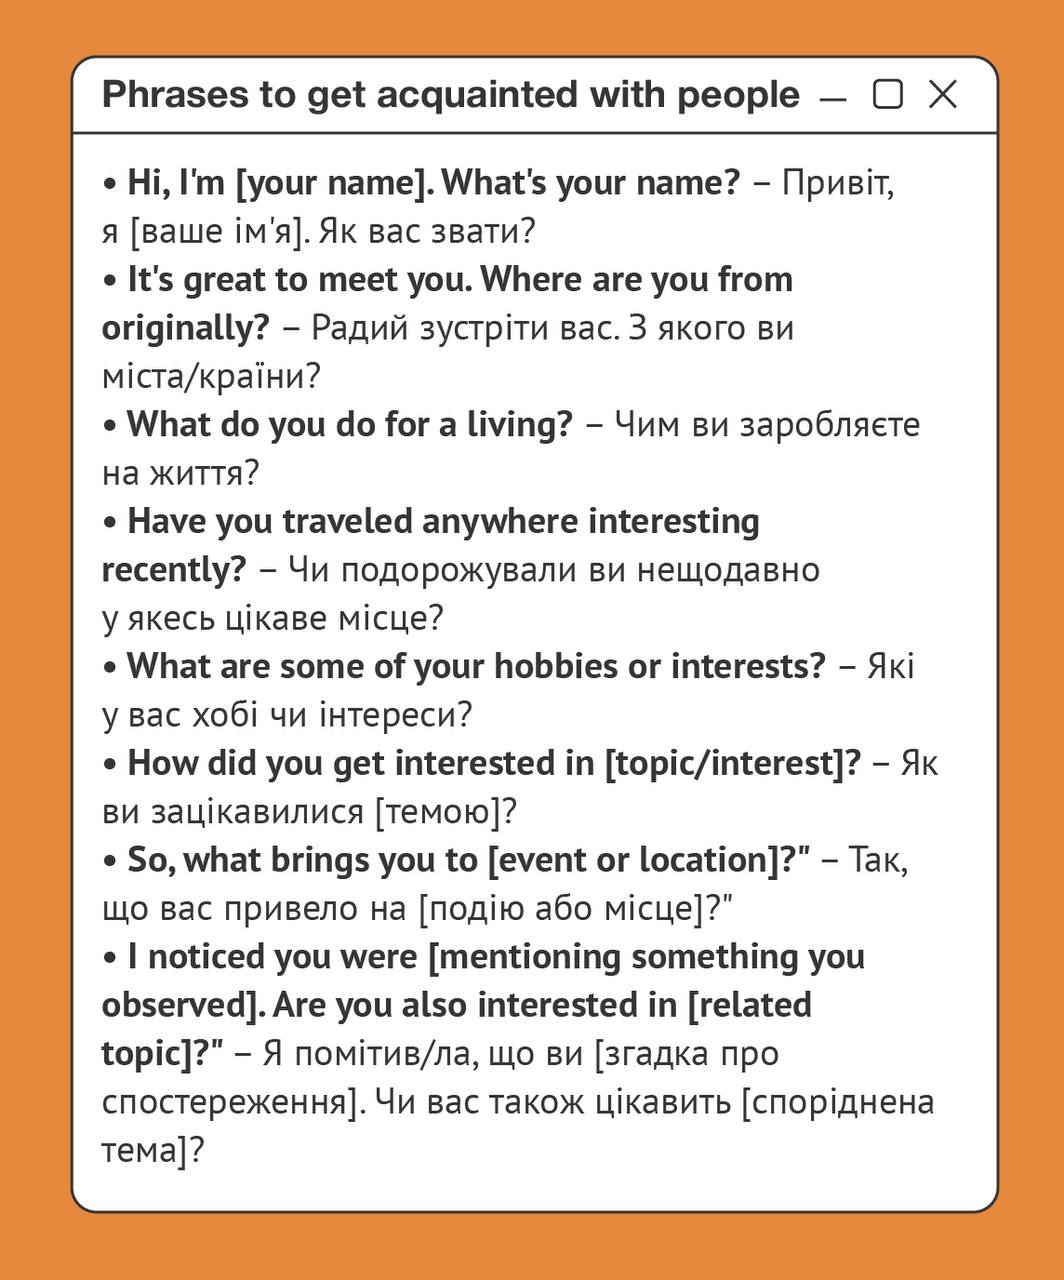 Phrases to get acquainted with people
• Hi, I'm [your name]. What's your name? – Привіт,
я [ваше ім'я]. Як вас звати?
• It's great to meet you. Where are you from
originally? – Радий зустріти вас. З якого ви
міста/країни?
• What do you do for a living? – Чим ви заробляєте
на життя?
• Have you traveled anywhere interesting
recently? – Чи подорожували ви нещодавно
у якесь цікаве місце?
• What are some of your hobbies or interests? – Які
у вас хобі чи інтереси?
• How did you get interested in [topic/interest]? – Як
ви зацікавилися [темою]?
• So, what brings you to [event or location]?" – Так,
що вас привело на [подію або місце]?"
• I noticed you were [mentioning something you
observed]. Are you also interested in [related
topic]?" – Я помітив/ла, що ви [згадка про
спостереження]. Чи вас також цікавить [споріднена
тема]?